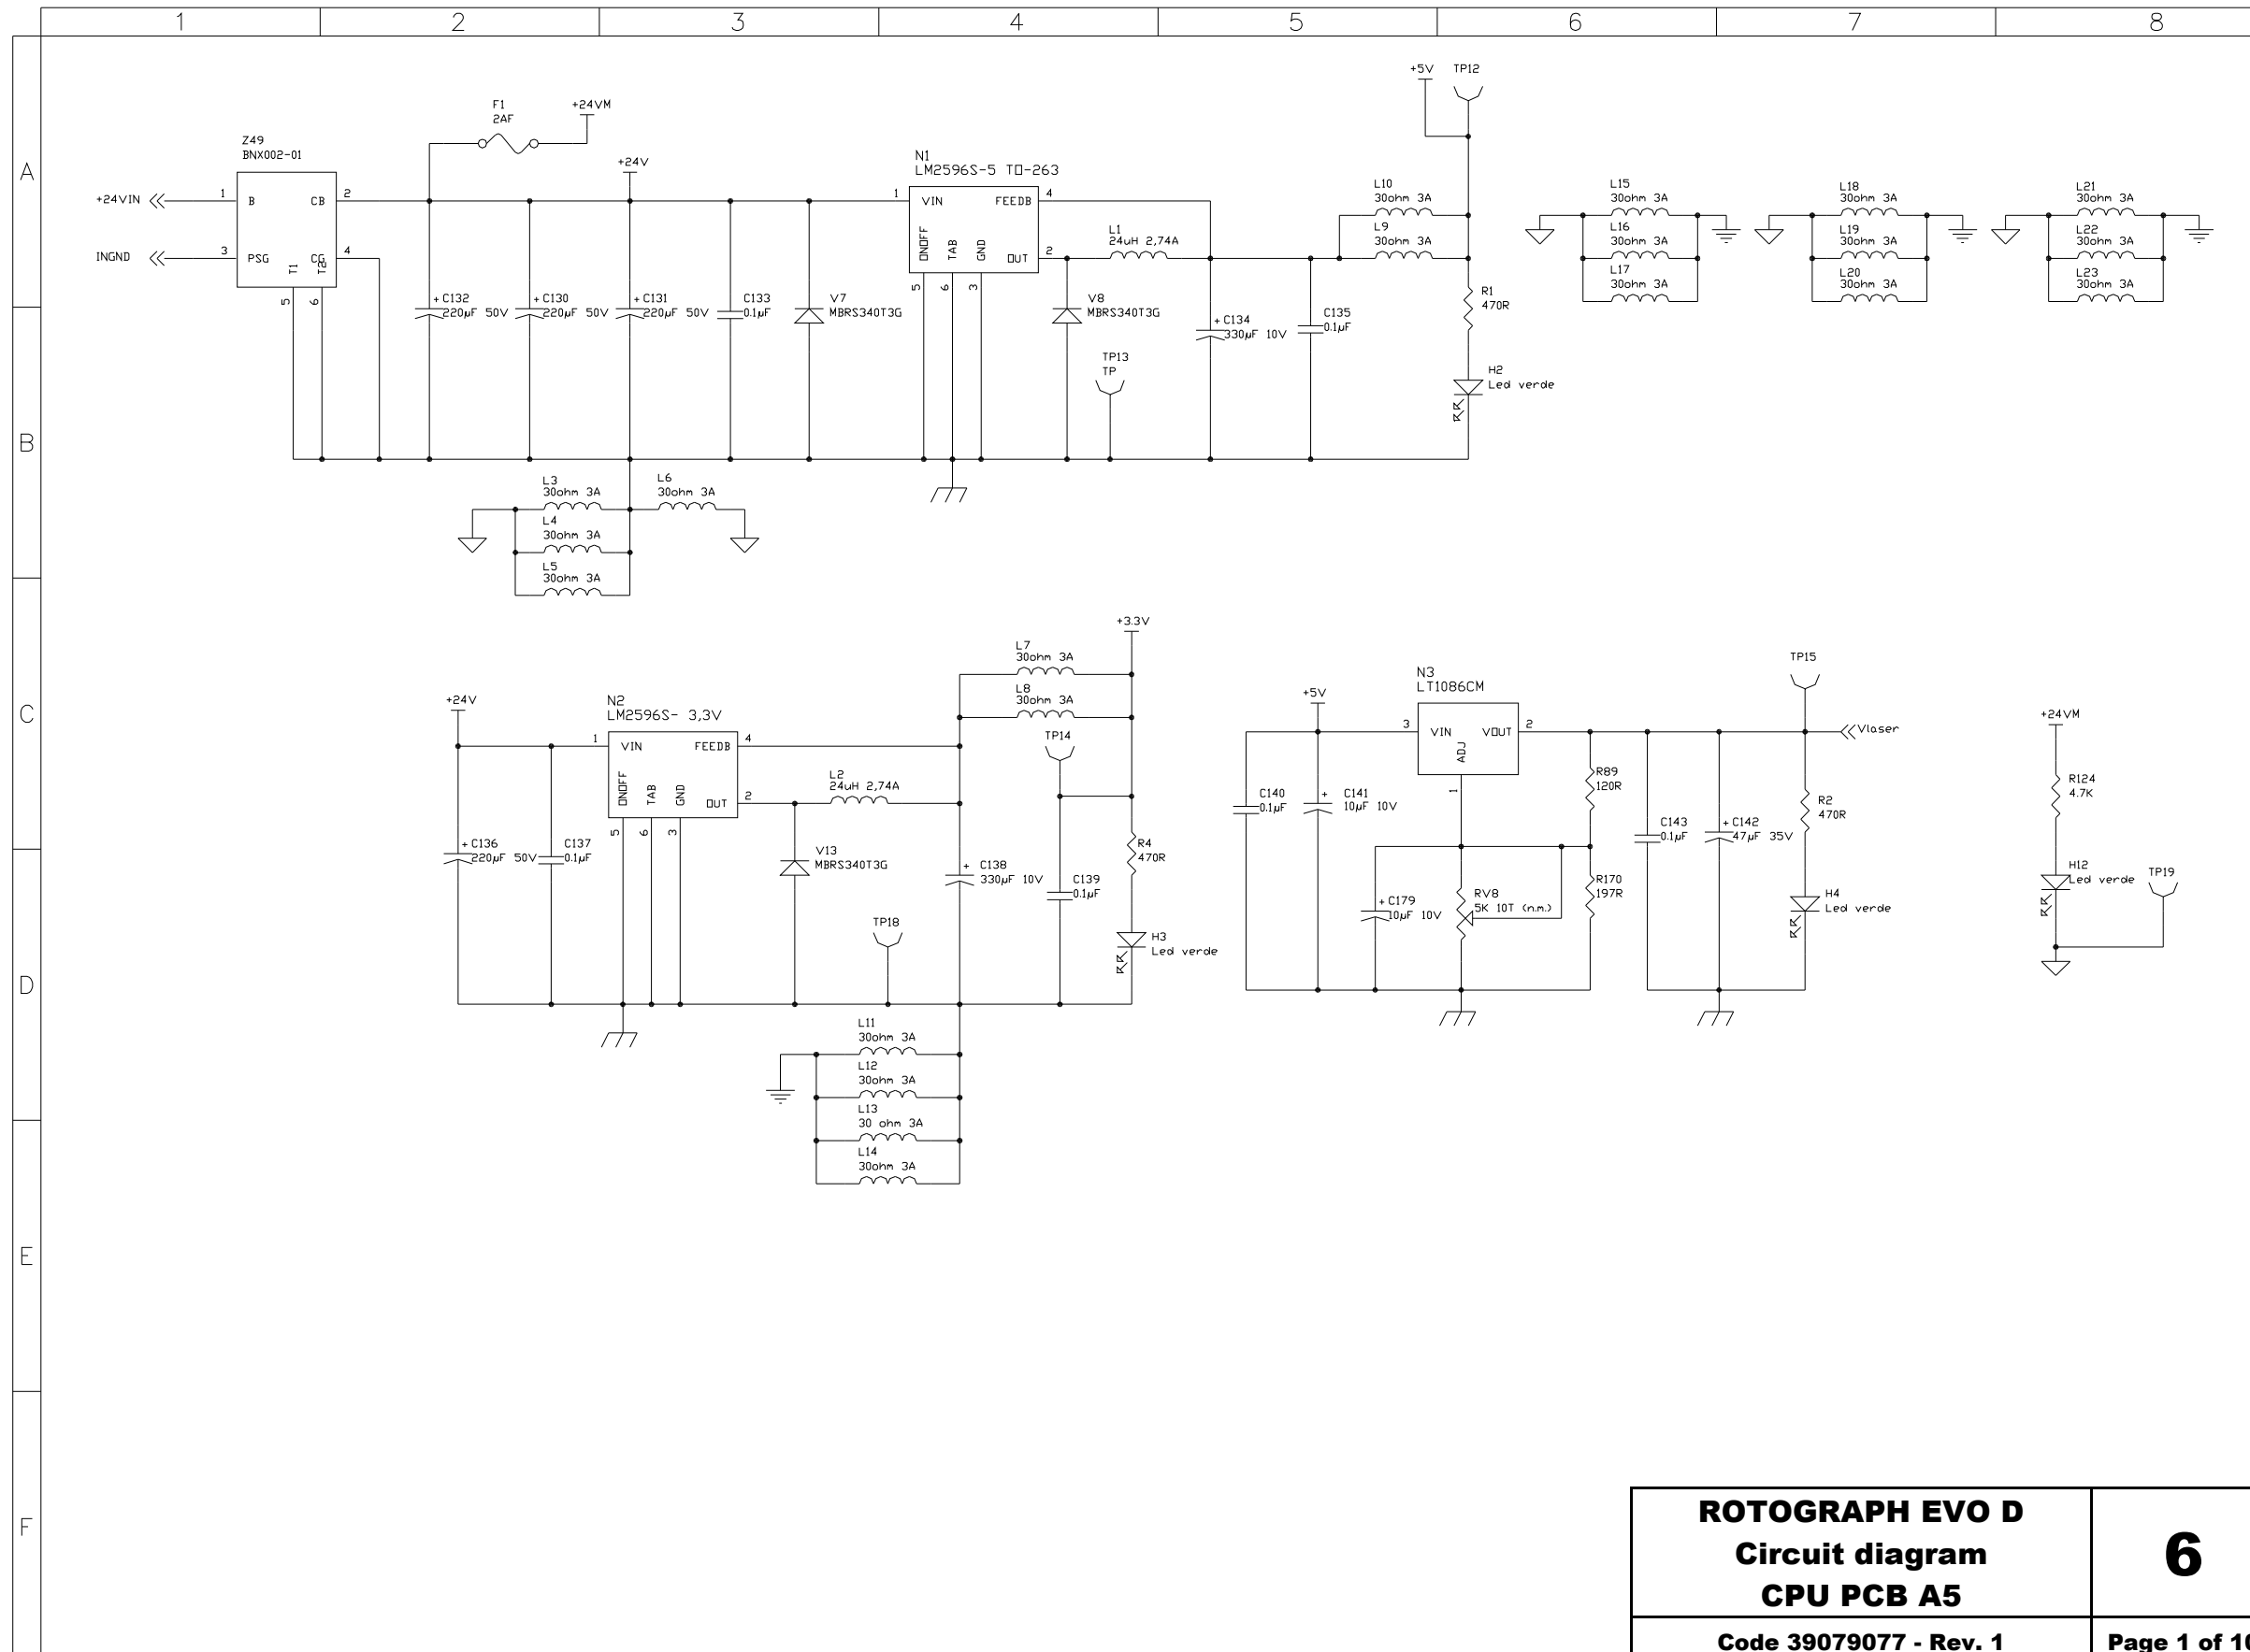 1 2 3 4 5 6 7 8
A
B
C
D
E
F
+24VIN
INGND
Z49
BNX002-01
1 B CB 2
3 PSG CG 4
T1 T2
5 6
F1
2AF
+24VM
+24V
+ C132
220µF 50V
+ C130
220µF 50V
+ C131
220µF 50V
C133
0.1µF
V7
MBRS340T3G
N1
LM2596S-5 TO-263
1 VIN FEEDB 4
ONOFF TAB GND OUT 2
5 6 3
L1
24uH 2,74A
V8
MBRS340T3G
TP13
TP
+ C134
330µF 10V
C135
0.1µF
L10
30ohm 3A
L9
30ohm 3A
+5V TP12
R1
470R
H2
Led verde
L15
30ohm 3A
L16
30ohm 3A
L17
30ohm 3A
L18
30ohm 3A
L19
30ohm 3A
L20
30ohm 3A
L21
30ohm 3A
L22
30ohm 3A
L23
30ohm 3A
L3
30ohm 3A
L4
30ohm 3A
L5
30ohm 3A
L6
30ohm 3A
+24V
+ C136
220µF 50V
C137
0.1µF
N2
LM2596S- 3,3V
1 VIN FEEDB 4
ONOFF TAB GND OUT 2
5 6 3
L2
24uH 2,74A
V13
MBRS340T3G
TP18
+ C138
330µF 10V
L7
30ohm 3A
L8
30ohm 3A
+3.3V
TP14
C139
0.1µF
R4
470R
H3
Led verde
L11
30ohm 3A
L12
30ohm 3A
L13
30 ohm 3A
L14
30ohm 3A
+5V
C140
0.1µF
+ C141
10µF 10V
N3
LT1086CM
3 VIN VOUT 2
ADJ
1
+ C179
10µF 10V
RV8
5K 10T (n.m.)
R89
120R
R170
197R
C143
0.1µF
+ C142
47µF 35V
TP15
Vlaser
R2
470R
H4
Led verde
+24VM
R124
4.7K
H12
Led verde
TP19
ROTOGRAPH EVO D
Circuit diagram
CPU PCB A5
6
Code 39079077 - Rev. 1
Page 1 of 10